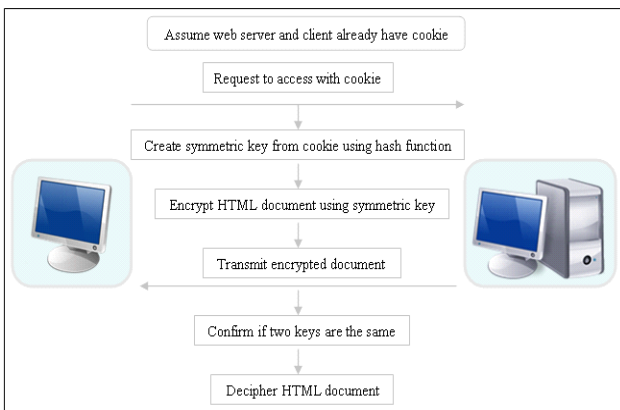 Assume web server and client already have cookie
Request to access with cookie
Create symmetric key from cookie using hash function
Encrypt HTML document using symmetric key
Transmit encrypted document
Confirm if two keys are the same
Decipher HTML document